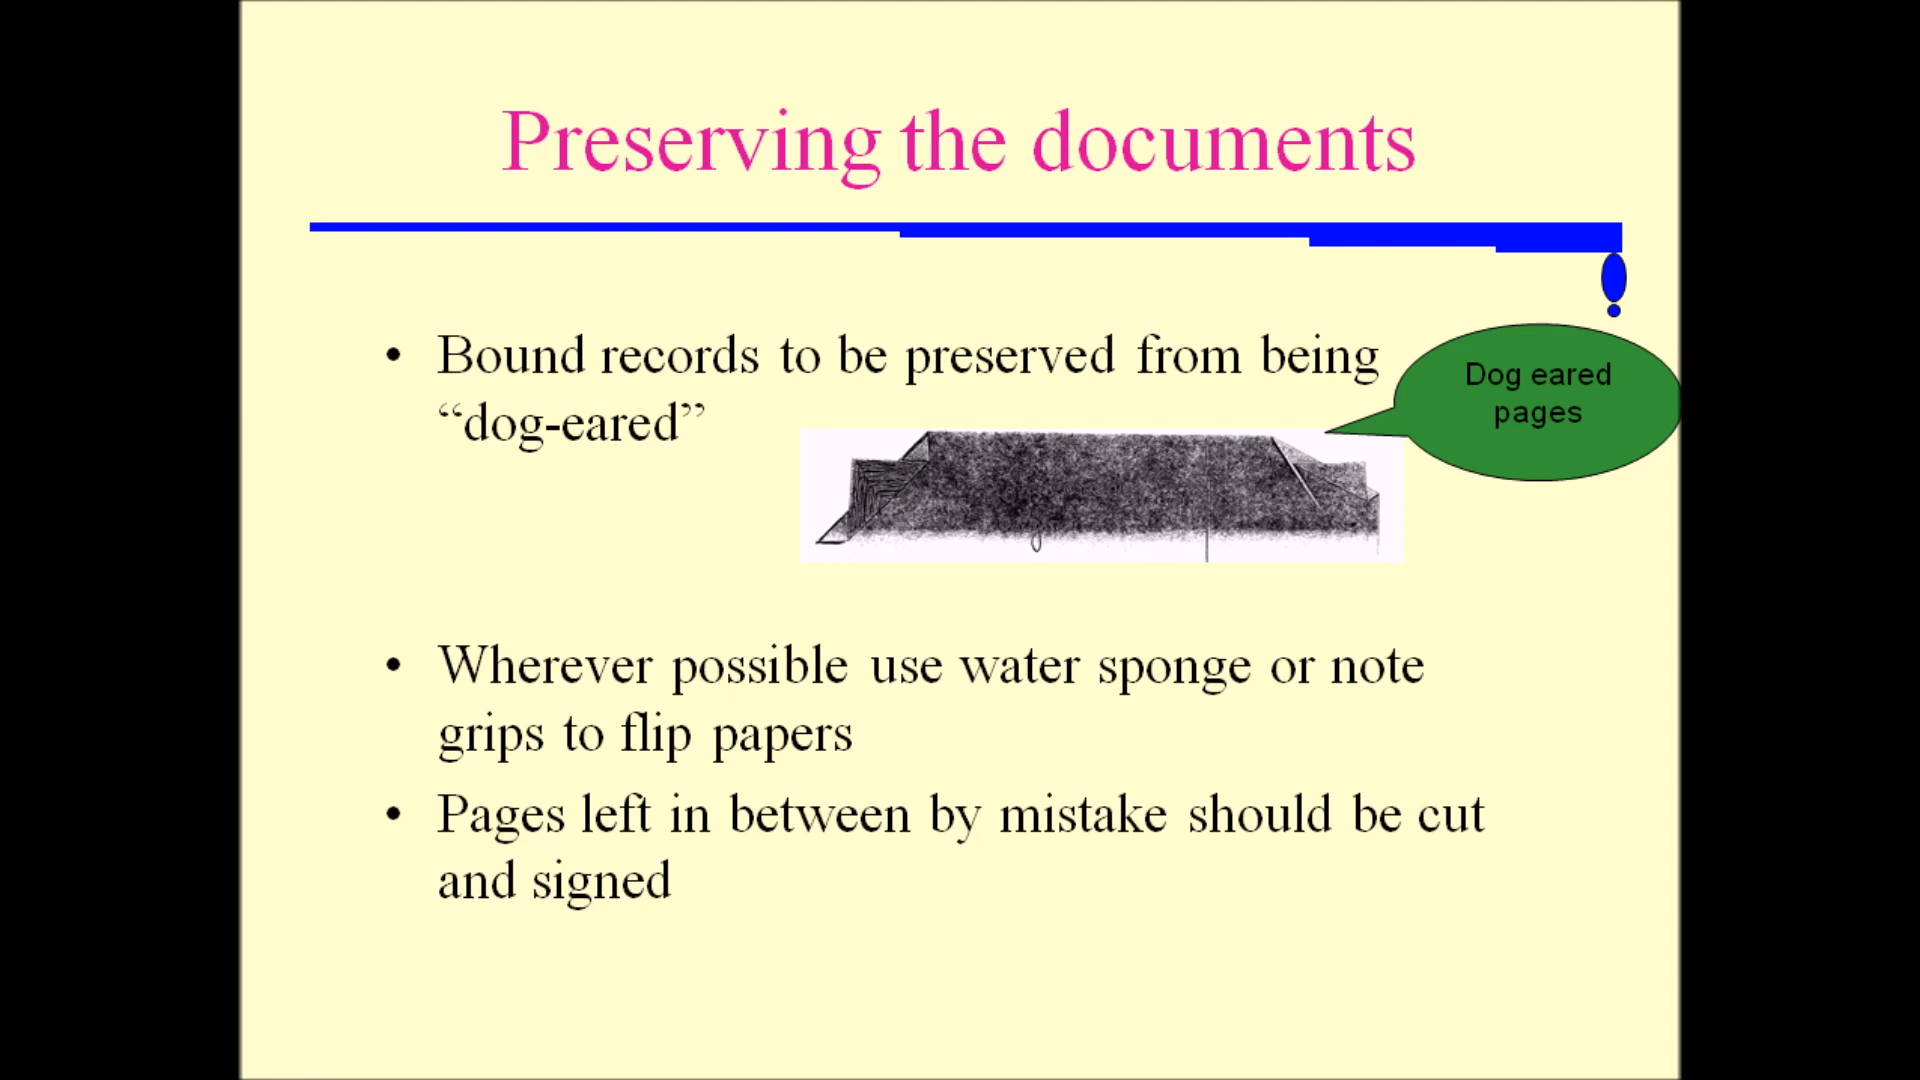 Preserving the documents
• Bound records to be preserved from being
“dog-eared”
Dog eared
pages
• Wherever possible use water sponge or note
grips to flip papers
• Pages left in between by mistake should be cut
and signed